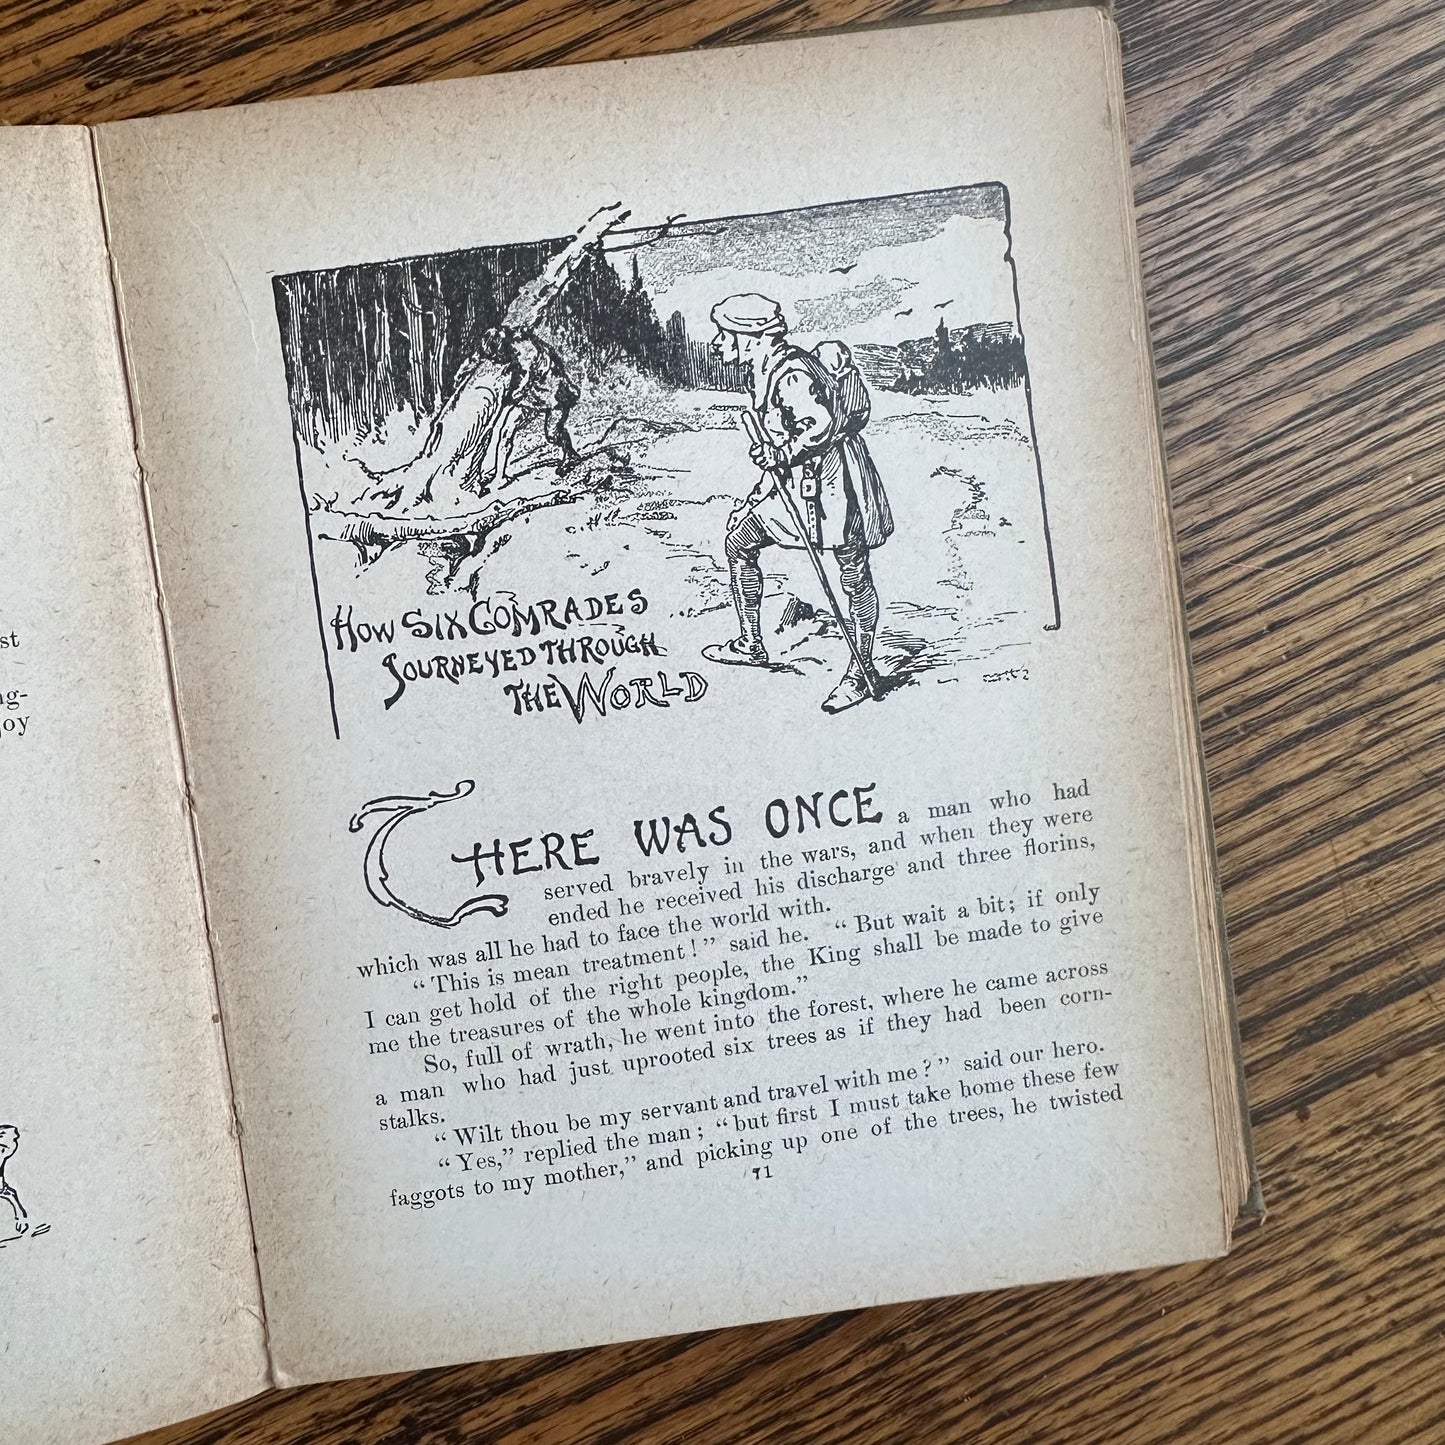 st
ng-
joy
HOW SIX COMRADES
JOURNEYED THROUGH
THE WORLD
THERE WAS ONCE a man who had
served bravely in the wars, and when they were
ended he received his discharge and three florins,
which was all he had to face the world with.
“This is mean treatment!” said he. “But wait a bit; if only
I can get hold of the right people, the King shall be made to give
me the treasures of the whole kingdom.”
So, full of wrath, he went into the forest, where he came across
a man who had just uprooted six trees as if they had been corn-
stalks.
“Wilt thou be my servant and travel with me?” said our hero.
“Yes,” replied the man; “but first I must take home these few
faggots to my mother,” and picking up one of the trees, he twisted
71